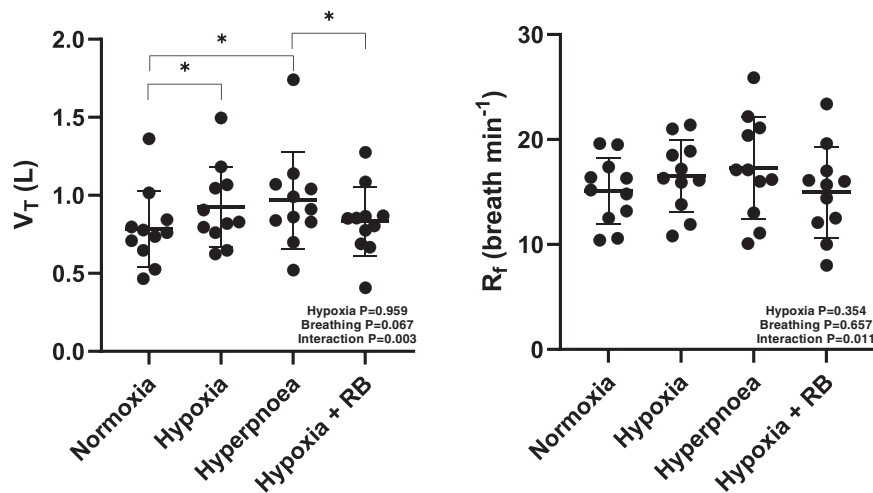 *
*
*
2.0
1.5
1.0
0.5
0.0
V_T (L)
Hypoxia P=0.959
Breathing P=0.067
Interaction P=0.003
Normoxia
Hypoxia
Hyperpnoea
Hypoxia + RB
30
20
10
0
R_f (breath min⁻¹)
Hypoxia P=0.354
Breathing P=0.657
Interaction P=0.011
Normoxia
Hypoxia
Hyperpnoea
Hypoxia + RB